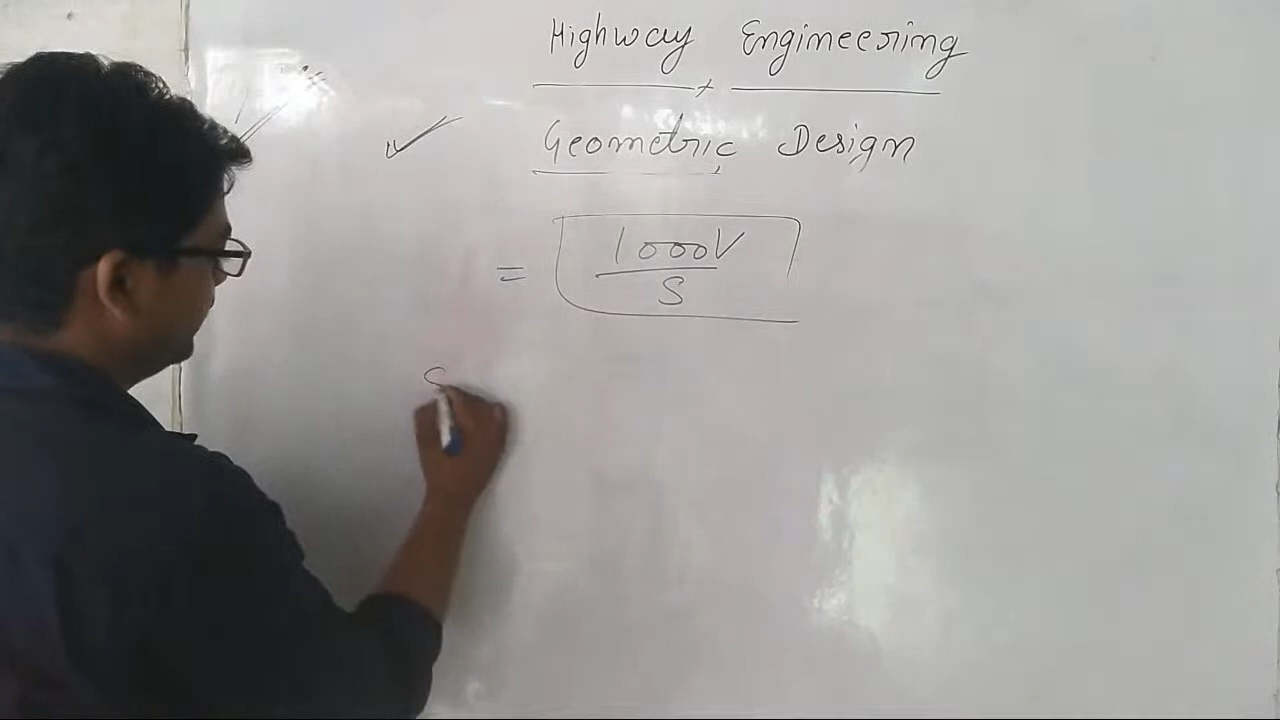 Highway Engineering
Geometric Design
= 1000V
S
S